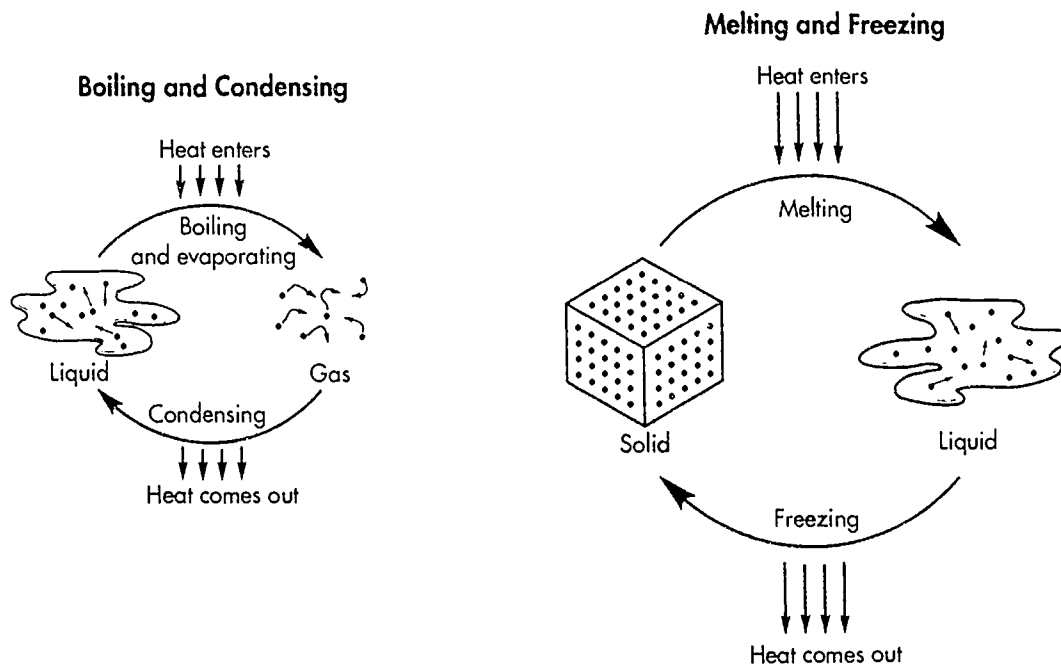 Boiling and Condensing
Heat enters
Boiling
and evaporating
Liquid
Gas
Condensing
Heat comes out
Melting and Freezing
Heat enters
Melting
Solid
Liquid
Freezing
Heat comes out